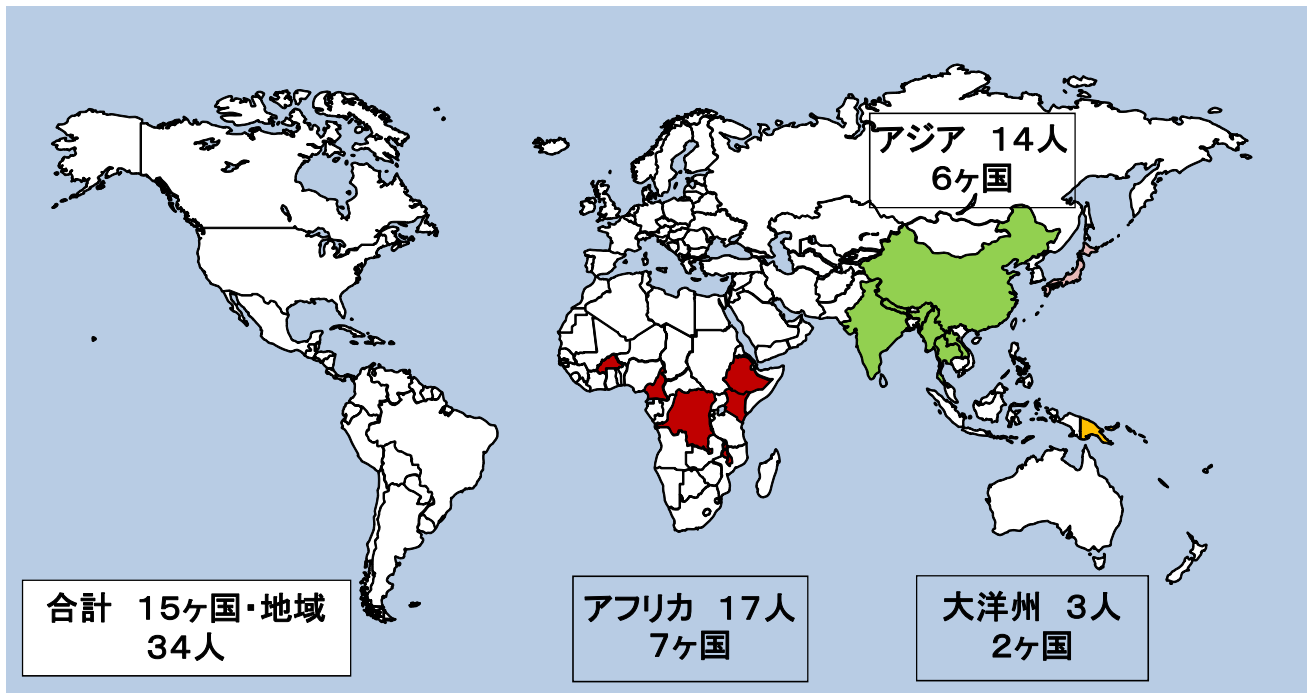 アジア　１４人
６ヶ国
合計　１５ヶ国・地域
３４人
アフリカ　１７人
７ヶ国
大洋州　３人
２ヶ国